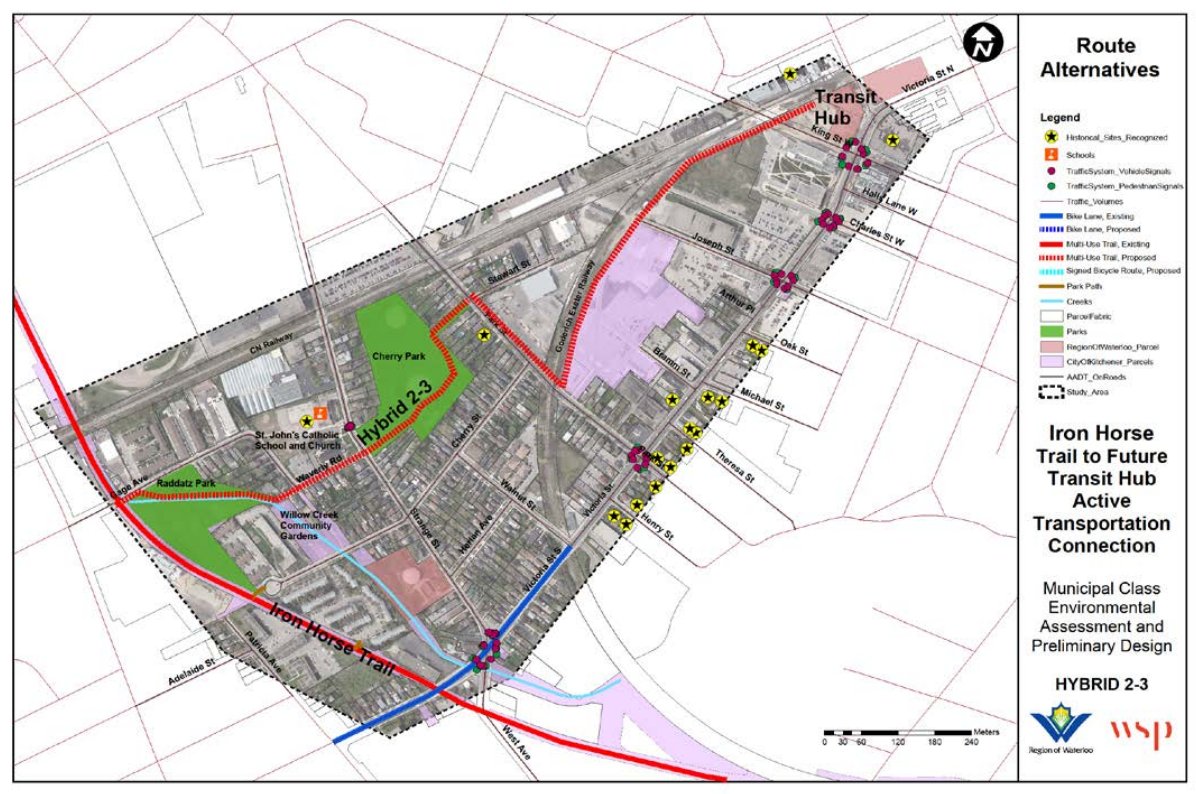 Route
Alternatives
Legend
Historical_Sites_Recognized
Schools
TrafficSystem_VehicleSignals
TrafficSystem_PedestrianSignals
Traffic_Volumes
Bike Lane, Existing
Bike Lane, Proposed
Multi-Use Trail, Existing
Multi-Use Trail, Proposed
Signed Bicycle Route, Proposed
Park Path
Creeks
ParcelFabric
Parks
RegionOfWaterloo_Parcel
CityOfKitchener_Parcels
AADT_OnRoads
Study_Area
Iron Horse
Trail to Future
Transit Hub
Active
Transportation
Connection
Municipal Class
Environmental
Assessment and
Preliminary Design
HYBRID 2-3
Region of Waterloo
wsp
N
Victoria St N
Transit
Hub
King St W
Halls Lane W
Charles St W
Joseph St
Stewart St
Goderich Exeter Railway
Arthur Pl
Oak St
CN Railway
Cherry Park
Park St
Bramm St
Michael St
Hybrid 2-3
St. John's Catholic
School and Church
Cherry St
Theresa St
Waverly Rd
Gage Ave
Raddatz Park
Walnut St
Victoria St
Henry St
Willow Creek
Community
Gardens
Strange St
Victoria St S
Iron Horse Trail
Patricia Ave
Adelaide St
West Ave
Meters
0 30 60 120 180 240